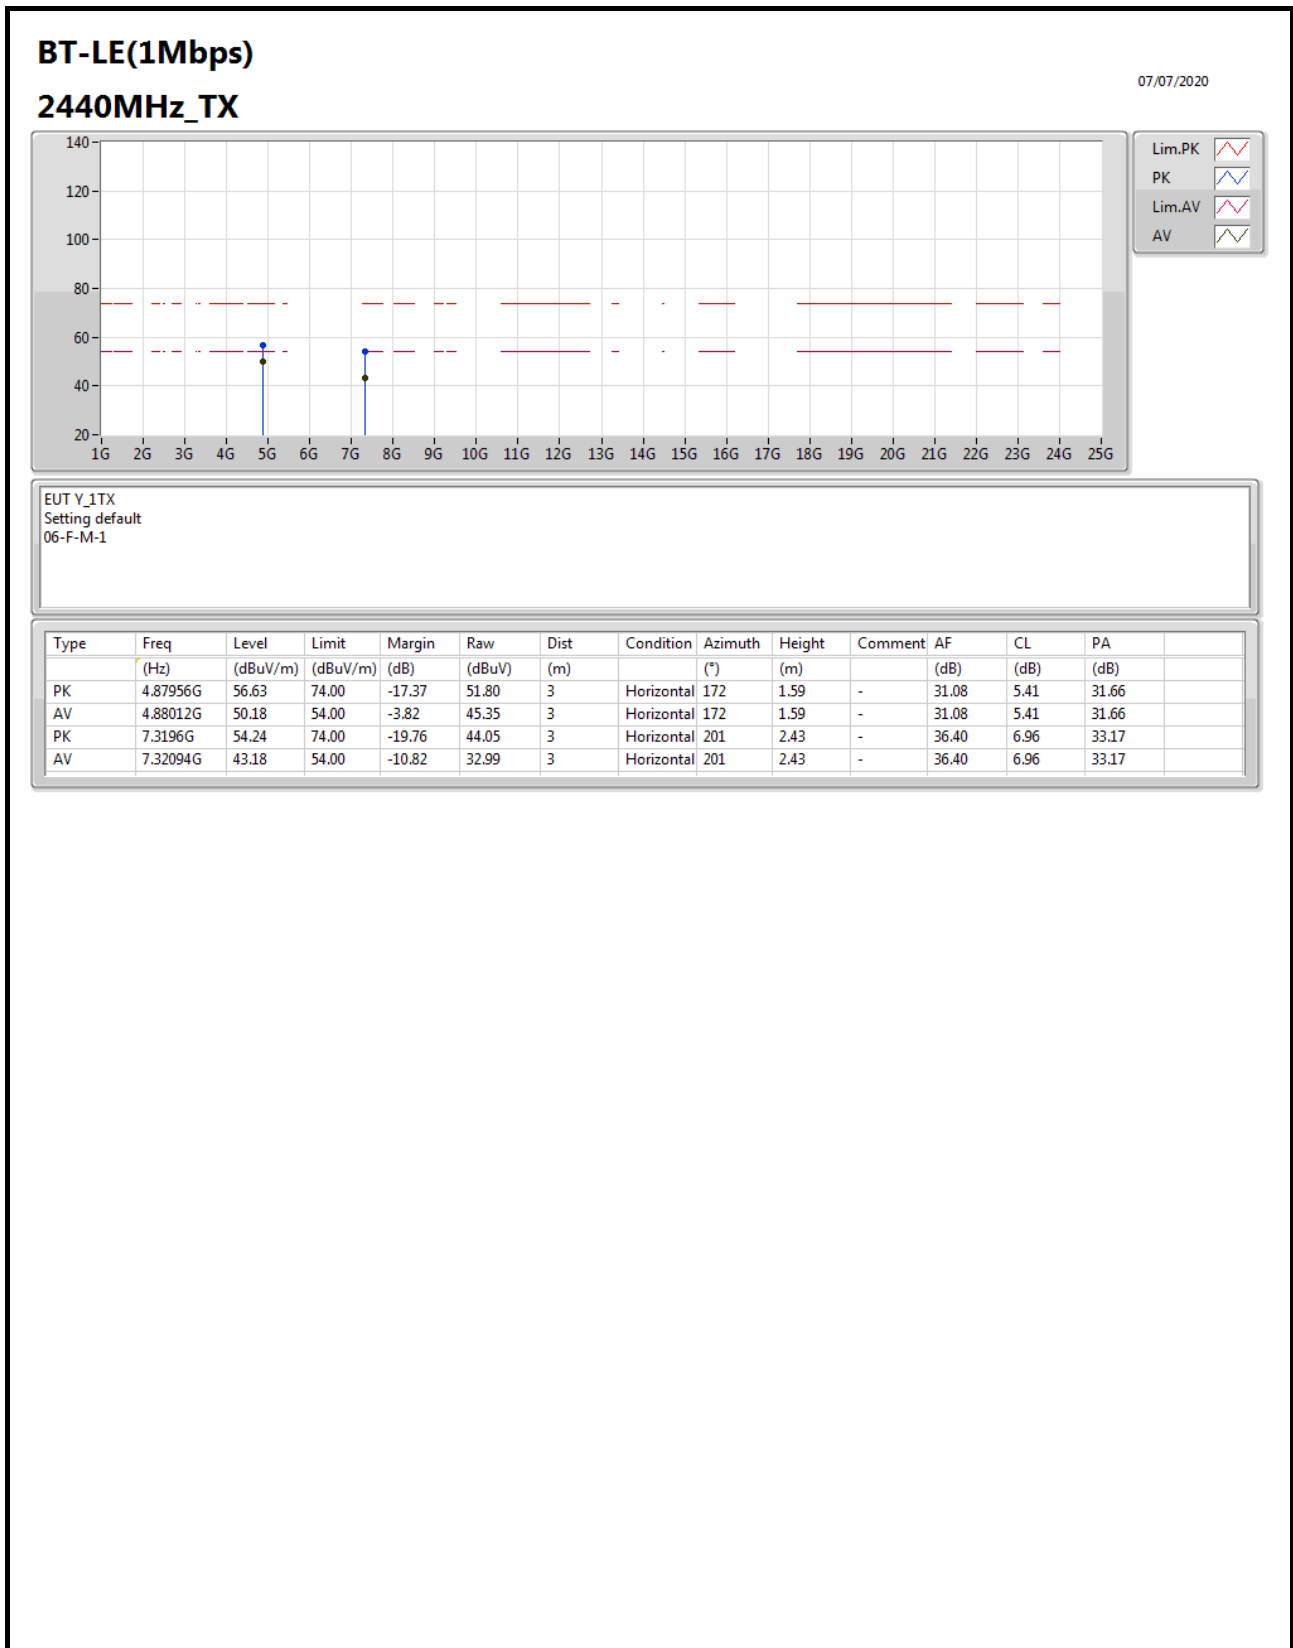 BT-LE(1Mbps)
07/07/2020
2440MHz_TX
140
120
100
80
60
40
20
1G 2G 3G 4G 5G 6G 7G 8G 9G 10G 11G 12G 13G 14G 15G 16G 17G 18G 19G 20G 21G 22G 23G 24G 25G
Lim.PK
PK
Lim.AV
AV
EUT Y_1TX
Setting default
06-F-M-1
Type Freq Level Limit Margin Raw Dist Condition Azimuth Height Comment AF CL PA
(Hz) (dBuV/m) (dBuV/m) (dB) (dBuV) (m) (°) (m) (dB) (dB) (dB)
PK 4.87956G 56.63 74.00 -17.37 51.80 3 Horizontal 172 1.59 - 31.08 5.41 31.66
AV 4.88012G 50.18 54.00 -3.82 45.35 3 Horizontal 172 1.59 - 31.08 5.41 31.66
PK 7.3196G 54.24 74.00 -19.76 44.05 3 Horizontal 201 2.43 - 36.40 6.96 33.17
AV 7.32094G 43.18 54.00 -10.82 32.99 3 Horizontal 201 2.43 - 36.40 6.96 33.17